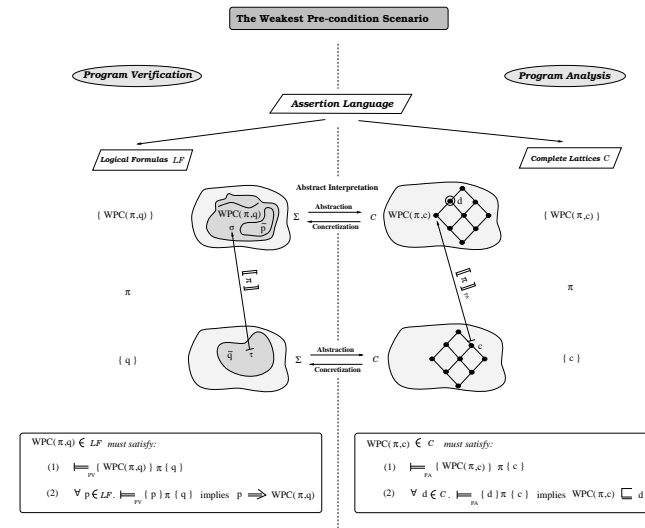 The Weakest Pre-condition Scenario
Program Verification
Program Analysis
Assertion Language
Logical Formulas LF
Complete Lattices C
Abstract Interpretation
{ WPC(π,q) }
WPC(π,q)
σ
p̄
Σ
Abstraction
Concretization
C
WPC(π,c)
d
{ WPC(π,c) }
π
⟦π⟧
⟦π⟧ PA
π
{ q }
q̄
τ
Σ
Abstraction
Concretization
C
c
{ c }
WPC(π,q) ∈ LF must satisfy:
(1) ⊨PV { WPC(π,q) } π { q }
(2) ∀ p ∈ LF. ⊨PV { p } π { q } implies p ⟹ WPC(π,q)
WPC(π,c) ∈ C must satisfy:
(1) ⊨PA { WPC(π,c) } π { c }
(2) ∀ d ∈ C. ⊨PA { d } π { c } implies WPC(π,c) ⊑ d